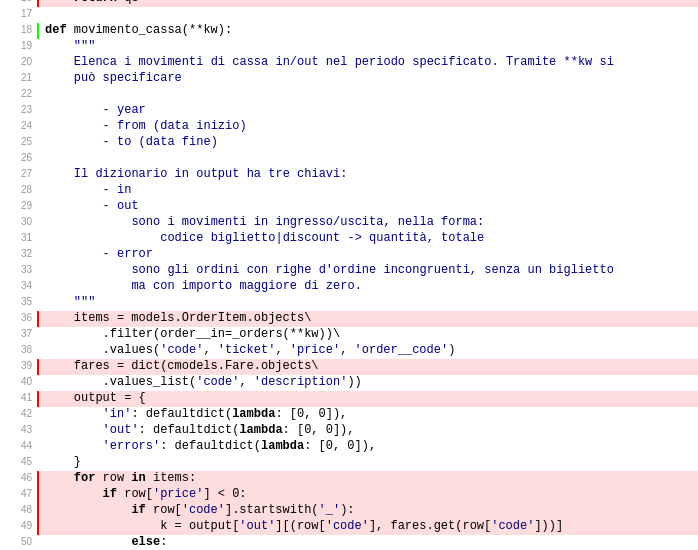 17
18 def movimento_cassa(**kw):
19     """
20     Elenca i movimenti di cassa in/out nel periodo specificato. Tramite **kw si
21     può specificare
22
23         - year
24         - from (data inizio)
25         - to (data fine)
26
27     Il dizionario in output ha tre chiavi:
28         - in
29         - out
30             sono i movimenti in ingresso/uscita, nella forma:
31                 codice biglietto|discount -> quantità, totale
32         - error
33             sono gli ordini con righe d'ordine incongruenti, senza un biglietto
34             ma con importo maggiore di zero.
35     """
36     items = models.OrderItem.objects\
37         .filter(order__in=_orders(**kw))\
38         .values('code', 'ticket', 'price', 'order__code')
39     fares = dict(cmodels.Fare.objects\
40         .values_list('code', 'description'))
41     output = {
42         'in': defaultdict(lambda: [0, 0]),
43         'out': defaultdict(lambda: [0, 0]),
44         'errors': defaultdict(lambda: [0, 0]),
45     }
46     for row in items:
47         if row['price'] < 0:
48             if row['code'].startswith('_'):
49                 k = output['out'][(row['code'], fares.get(row['code']))]
50             else: